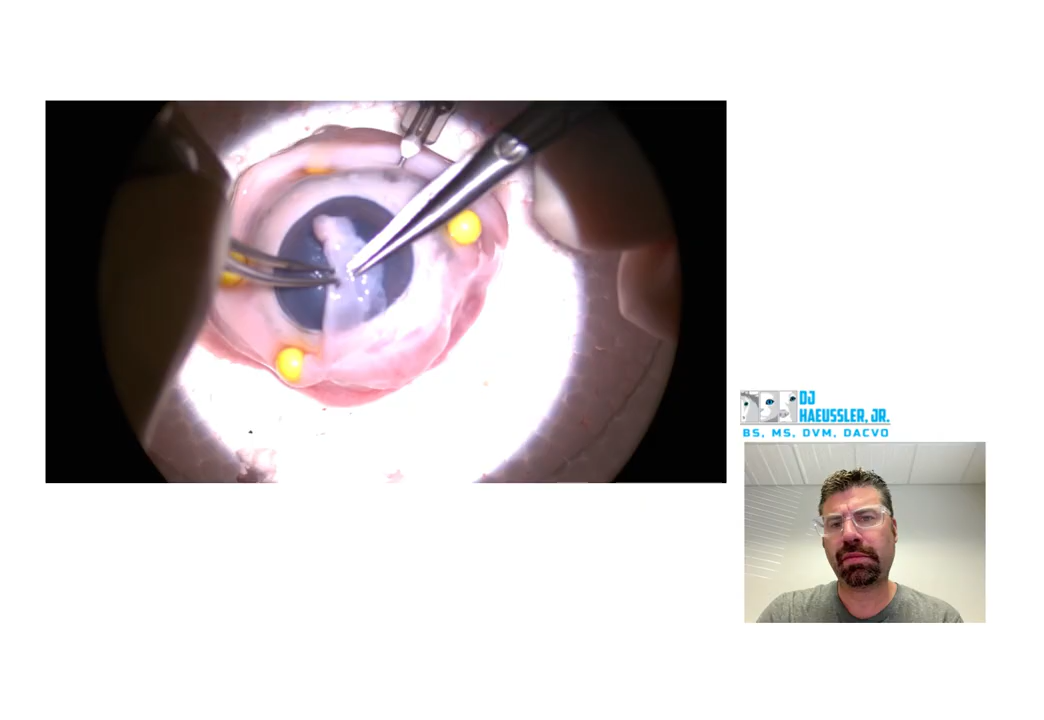 DJ
HAEUSSLER, JR.
BS, MS, DVM, DACVO